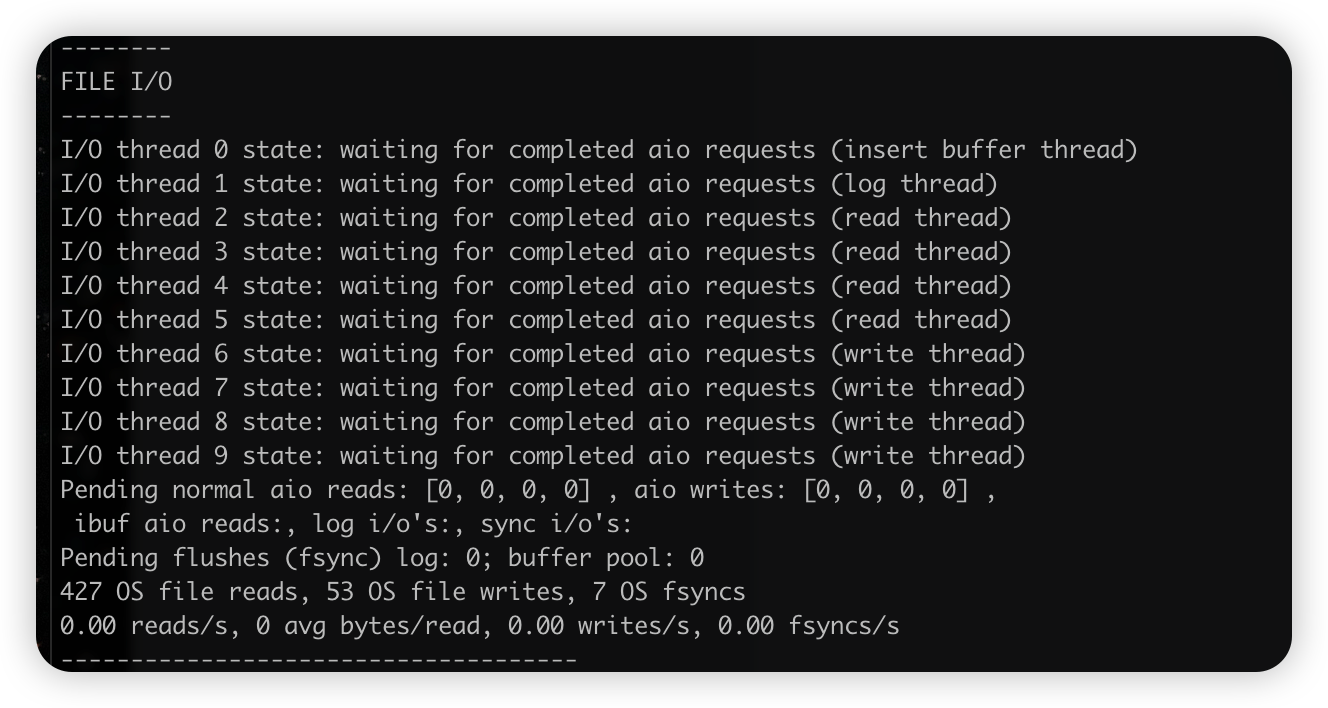 --------
FILE I/O
--------
I/O thread 0 state: waiting for completed aio requests (insert buffer thread)
I/O thread 1 state: waiting for completed aio requests (log thread)
I/O thread 2 state: waiting for completed aio requests (read thread)
I/O thread 3 state: waiting for completed aio requests (read thread)
I/O thread 4 state: waiting for completed aio requests (read thread)
I/O thread 5 state: waiting for completed aio requests (read thread)
I/O thread 6 state: waiting for completed aio requests (write thread)
I/O thread 7 state: waiting for completed aio requests (write thread)
I/O thread 8 state: waiting for completed aio requests (write thread)
I/O thread 9 state: waiting for completed aio requests (write thread)
Pending normal aio reads: [0, 0, 0, 0] , aio writes: [0, 0, 0, 0] ,
 ibuf aio reads:, log i/o's:, sync i/o's:
Pending flushes (fsync) log: 0; buffer pool: 0
427 OS file reads, 53 OS file writes, 7 OS fsyncs
0.00 reads/s, 0 avg bytes/read, 0.00 writes/s, 0.00 fsyncs/s
-------------------------------------